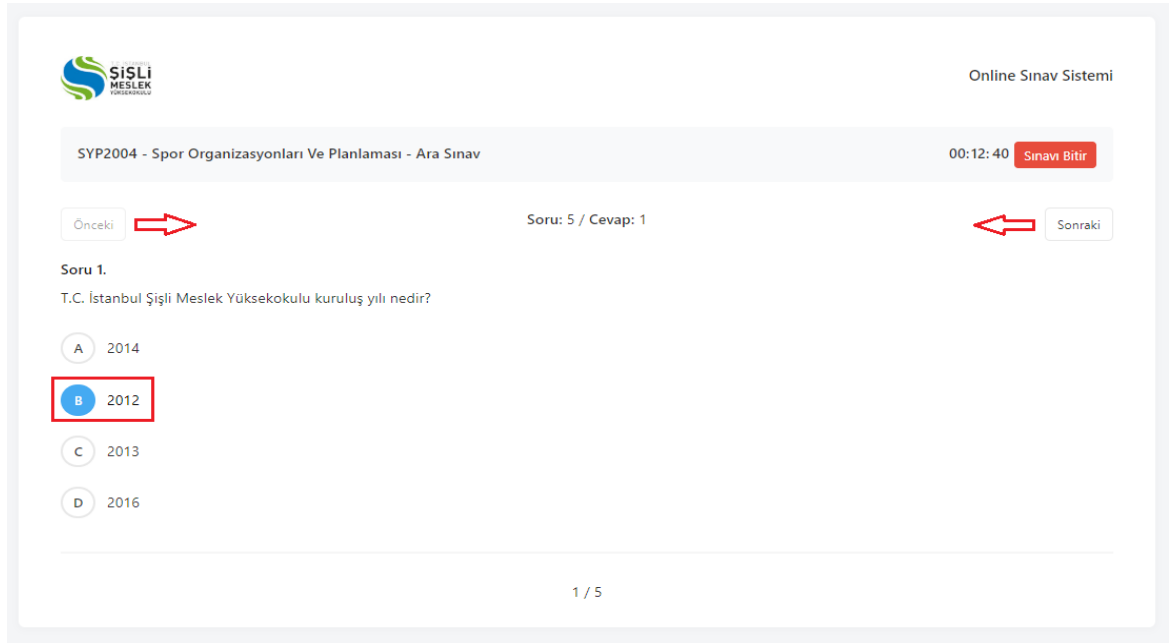 T.C. İSTANBUL
ŞİŞLİ
MESLEK
YÜKSEKOKULU
Online Sınav Sistemi
SYP2004 - Spor Organizasyonları Ve Planlaması - Ara Sınav
00:12:40 Sınavı Bitir
Önceki
Soru: 5 / Cevap: 1
Sonraki
Soru 1.
T.C. İstanbul Şişli Meslek Yüksekokulu kuruluş yılı nedir?
A 2014
B 2012
C 2013
D 2016
1 / 5